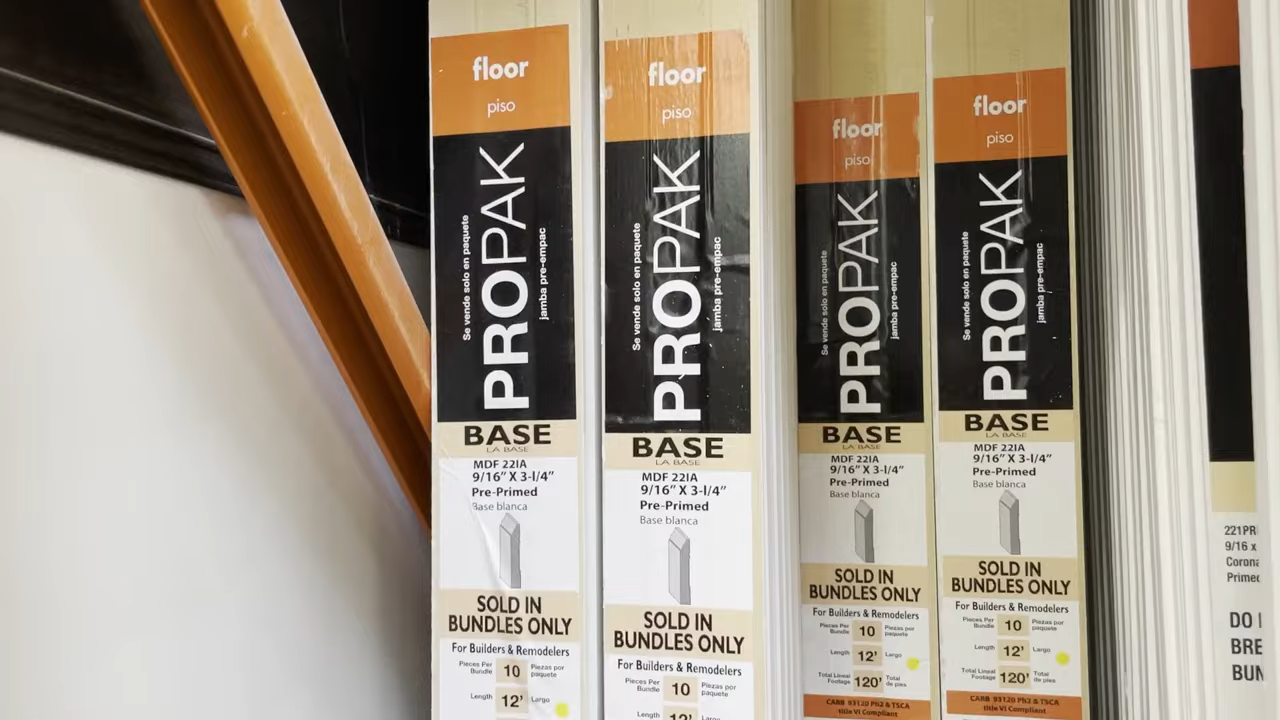 floor
piso
PROPAK
Se vende solo en paquete
jamba pre-empac
BASE
LA BASE
MDF 221A
9/16" X 3-1/4"
Pre-Primed
Base blanca
SOLD IN
BUNDLES ONLY
For Builders & Remodelers
Pieces Per Bundle 10 Piezas por paquete
Length 12' Largo
floor
piso
PROPAK
Se vende solo en paquete
jamba pre-empac
BASE
LA BASE
MDF 221A
9/16" X 3-1/4"
Pre-Primed
Base blanca
SOLD IN
BUNDLES ONLY
For Builders & Remodelers
Pieces Per Bundle 10 Piezas por paquete
Length 12' Largo
floor
piso
PROPAK
Se vende solo en paquete
jamba pre-empac
BASE
LA BASE
MDF 221A
9/16" X 3-1/4"
Pre-Primed
Base blanca
SOLD IN
BUNDLES ONLY
For Builders & Remodelers
Pieces Per Bundle 10 Piezas por paquete
Length 12' Largo
Total Lineal Footage 120' Total de pies
CARB 93120 Ph2 & TSCA
title VI Compliant
floor
piso
PROPAK
Se vende solo en paquete
jamba pre-empac
BASE
LA BASE
MDF 221A
9/16" X 3-1/4"
Pre-Primed
Base blanca
SOLD IN
BUNDLES ONLY
For Builders & Remodelers
Pieces Per Bundle 10 Piezas por paquete
Length 12' Largo
Total Lineal Footage 120' Total de pies
CARB 93120 Ph2 & TSCA
title VI Compliant
221PR
9/16 x
Corona
Primed
DO
BRE
BUN